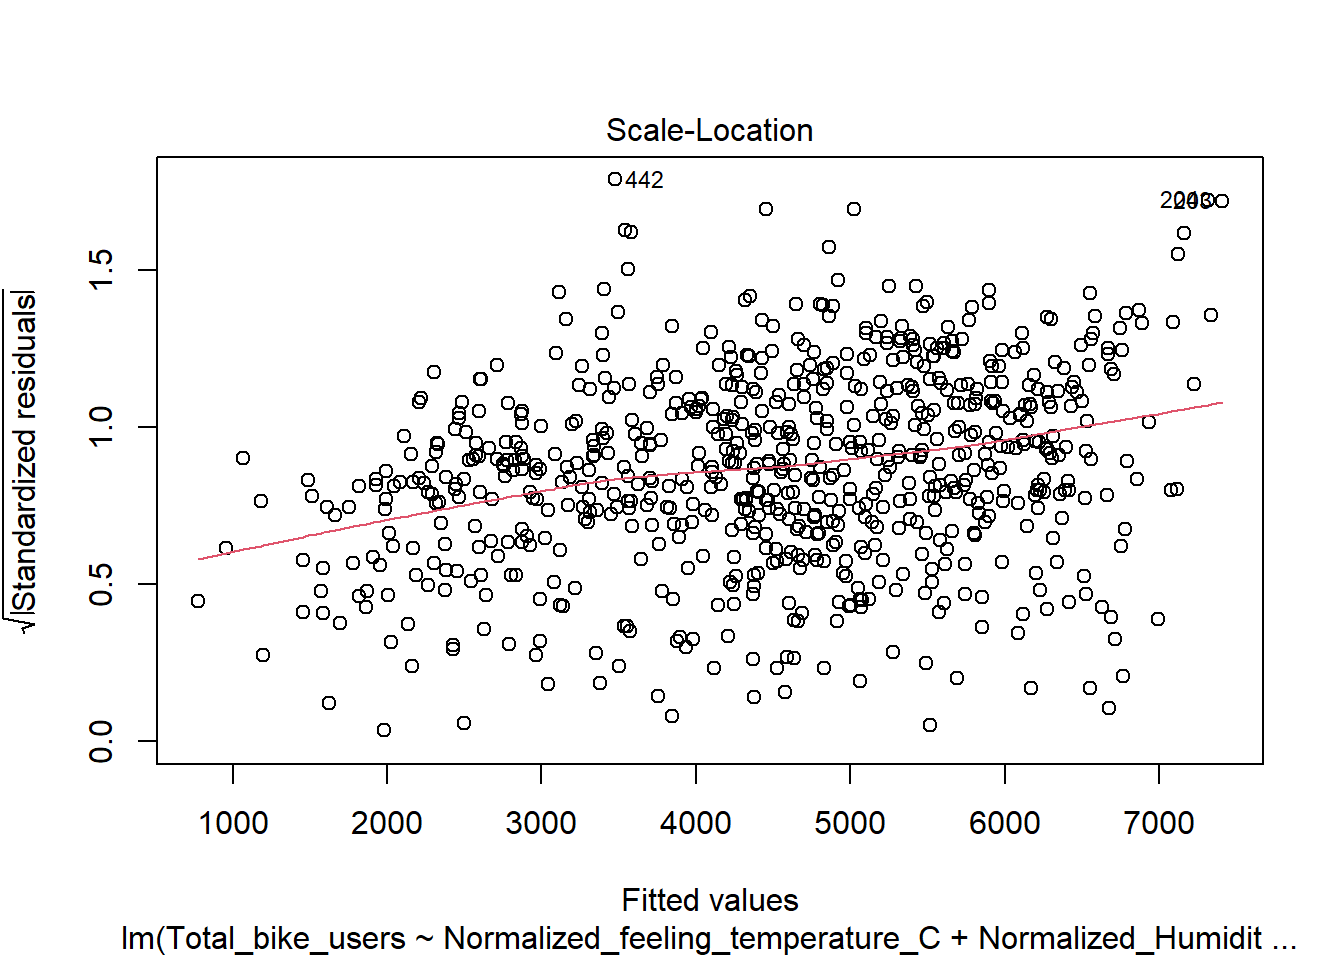 Scale-Location
442
√|Standardized residuals|
1.5
1.0
0.5
0.0
1000 2000 3000 4000 5000 6000 7000
Fitted values
lm(Total_bike_users ~ Normalized_feeling_temperature_C + Normalized_Humidit ...